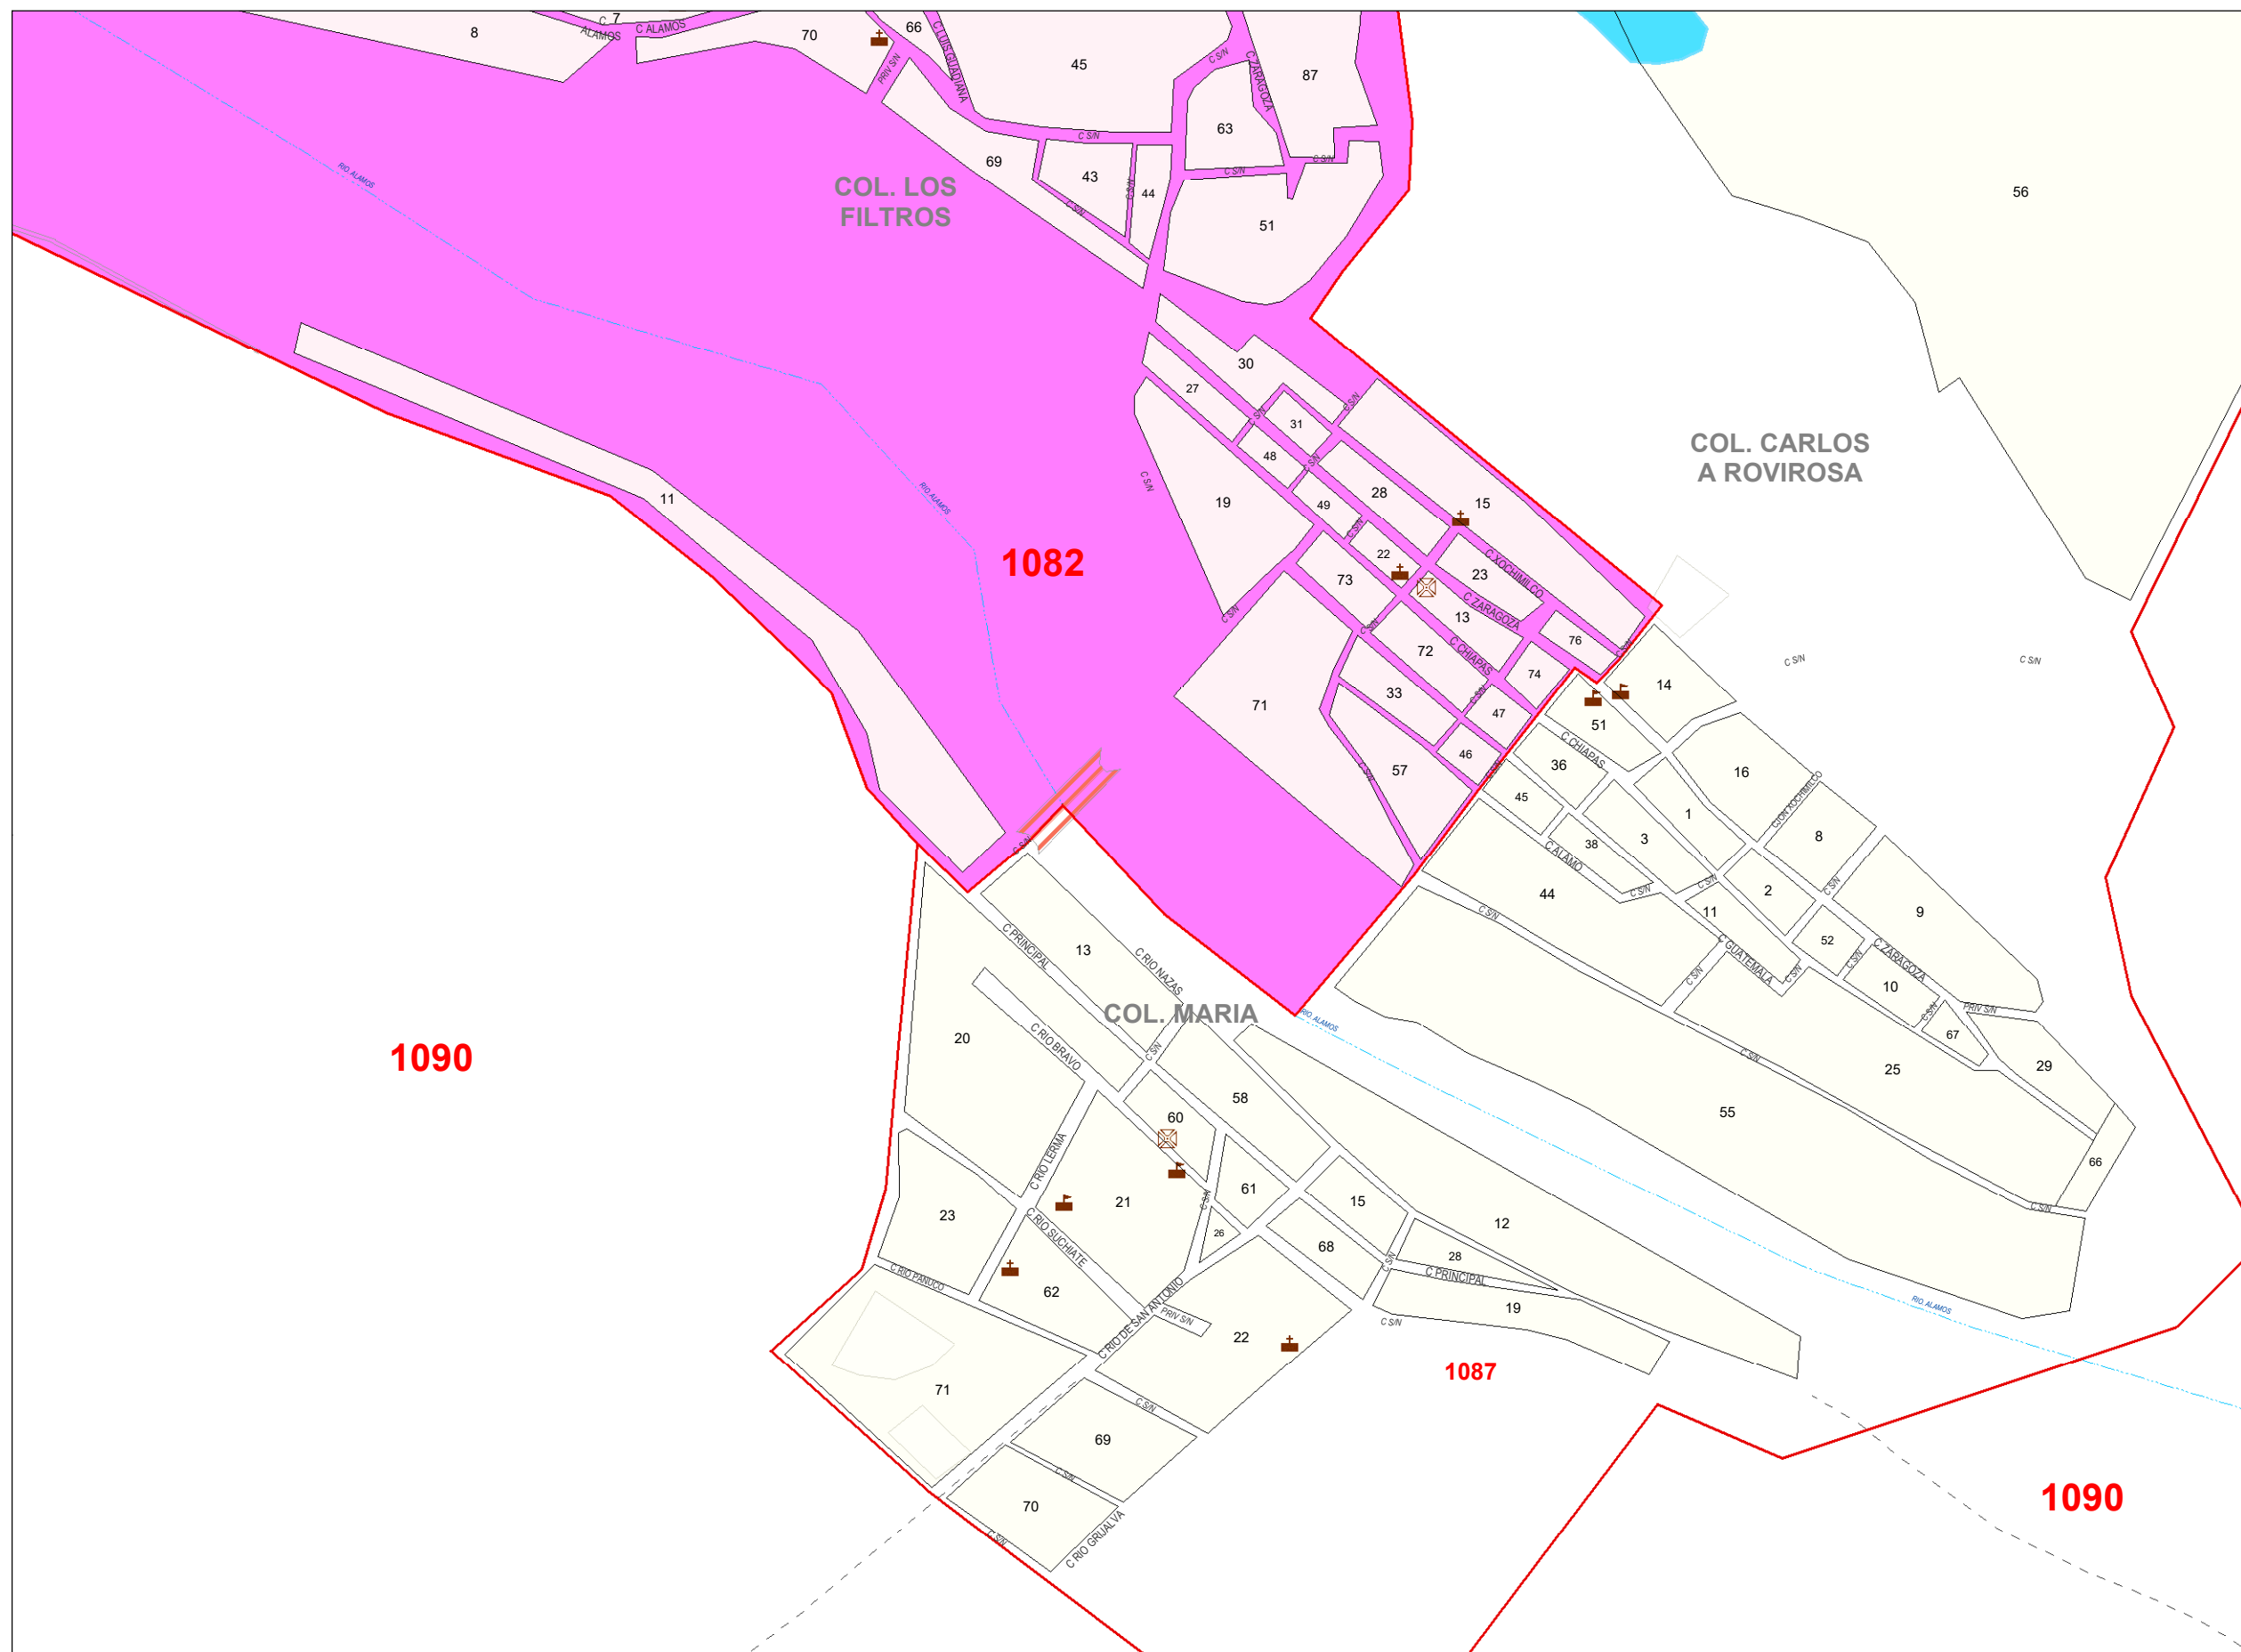 C 7
8
ALAMOS
C ALAMOS
70
66
C LUIS GUADIANA
PRIV S/N
45
C S/N
C ZARAGOZA
87
C S/N
63
C S/N
C S/N
69
43
C S/N
44
C S/N
51
56
RIO ALAMOS
COL. LOS
FILTROS
30
27
C S/N
C S/N
31
48
C S/N
28
C S/N
19
49
C S/N
15
COL. CARLOS
A ROVIROSA
11
RIO ALAMOS
1082
22
C XOCHIMILCO
23
73
C ZARAGOZA
13
C S/N
C S/N
76
C S/N
72
C CHIAPAS
74
33
C S/N
47
71
46
57
C S/N
C S/N
C S/N
C S/N
14
51
C CHIAPAS
36
16
45
1
CJON XOCHIMILCO
3
8
38
C ALAMO
C S/N
C S/N
2
C S/N
44
11
9
C S/N
52
C GUATEMALA
C S/N
C ZARAGOZA
C S/N
C S/N
10
C S/N
PRIV S/N
67
C S/N
25
29
55
66
C S/N
C S/N
13
C PRINCIPAL
C RIO NAZAS
COL. MARIA
RIO ALAMOS
20
C RIO BRAVO
C S/N
1090
58
60
C RIO LERMA
21
61
C S/N
15
12
23
C RIO SUCHIATE
26
68
C S/N
28
C PRINCIPAL
C RIO PANUCO
62
C RIO DE SAN ANTONIO
PRIV S/N
22
19
C S/N
RIO ALAMOS
1087
71
C S/N
69
C S/N
70
C RIO GRIJALVA
C S/N
1090